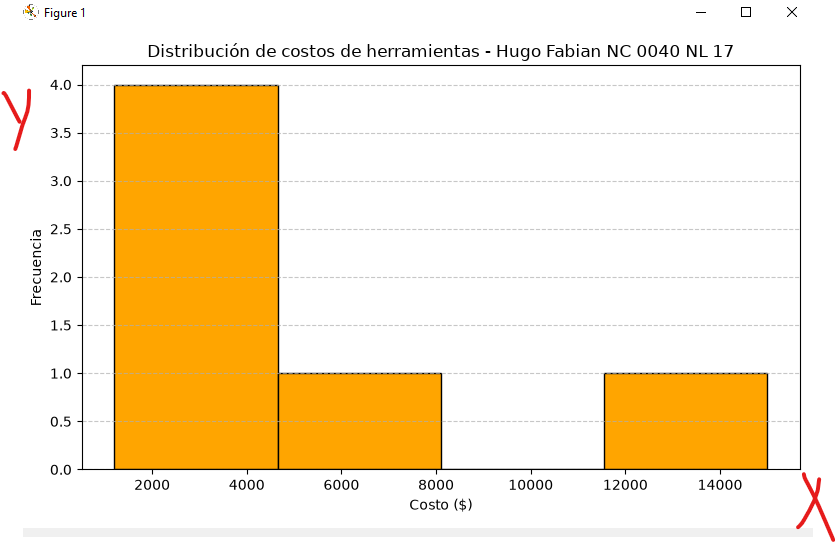 Figure 1
Distribución de costos de herramientas - Hugo Fabian NC 0040 NL 17
y
4.0
3.5
3.0
2.5
2.0
1.5
1.0
0.5
0.0
Frecuencia
2000 4000 6000 8000 10000 12000 14000
Costo ($)
X